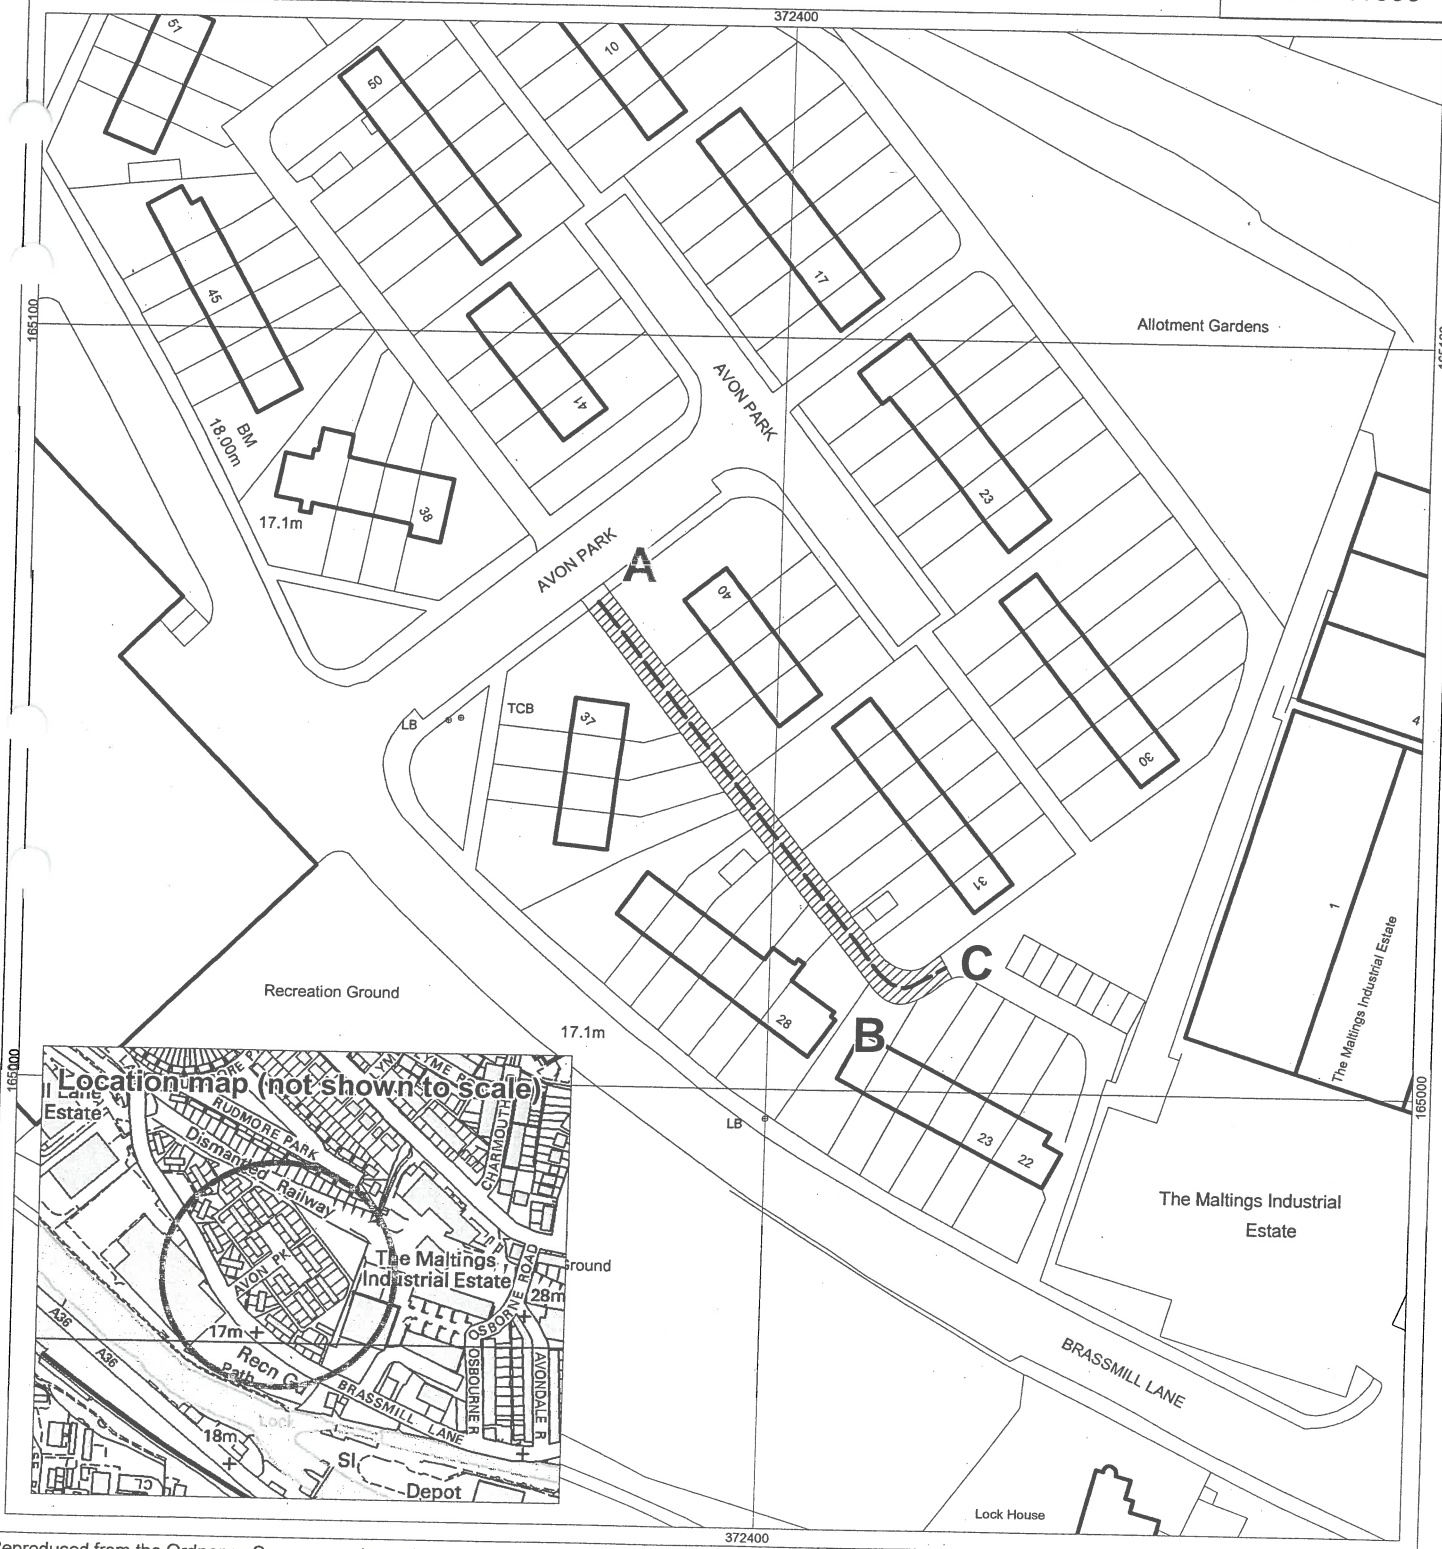 372400
51
50
10
17
45
165100
41
Allotment Gardens
AVON PARK
BM
18.00m
38
17.1m
23
AVON PARK
A
40
TCB
37
LB
30
4
31
1
The Maltings Industrial Estate
C
Recreation Ground
28
17.1m
B
165000
LB
23
22
165000
The Maltings Industrial
Estate
BRASSMILL LANE
Lock House
372400
Location map (not shown to scale)
Estate
RUDMORE PARK
Dismantled Railway
CHARMOUTH
AVON PK
The Maltings
Industrial Estate
Ground
OSBORNE ROAD
28m
17m
Recn G
Path
A36
A36
BRASSMILL LANE
OSBOURNE R
AVONDALE R
Lock
18m
Sl
Depot
CL